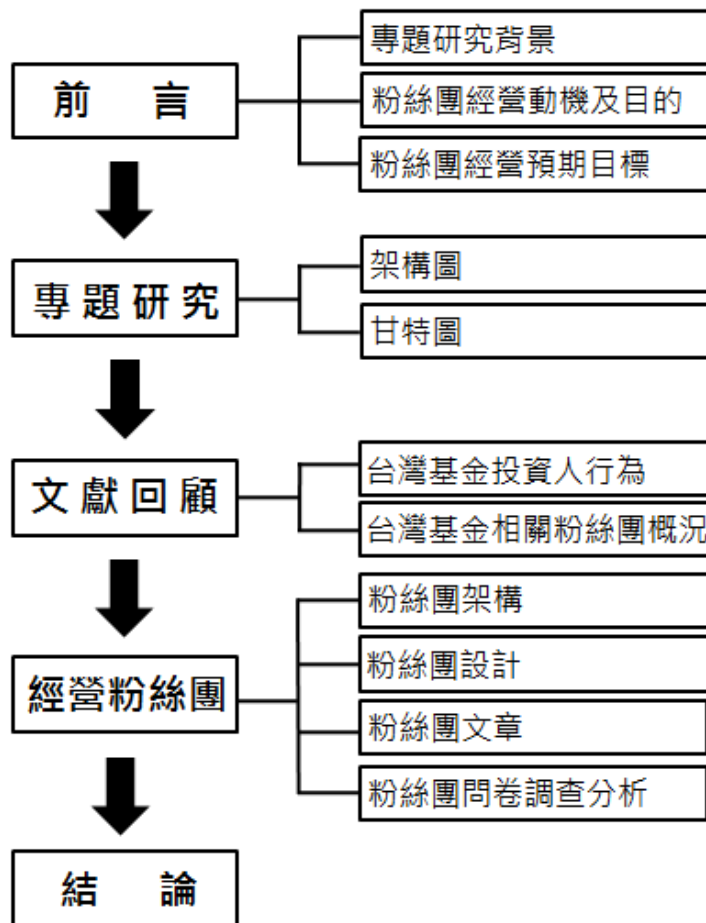 前言
專題研究背景
粉絲團經營動機及目的
粉絲團經營預期目標
專題研究
架構圖
甘特圖
文獻回顧
台灣基金投資人行為
台灣基金相關粉絲團概況
經營粉絲團
粉絲團架構
粉絲團設計
粉絲團文章
粉絲團問卷調查分析
結論